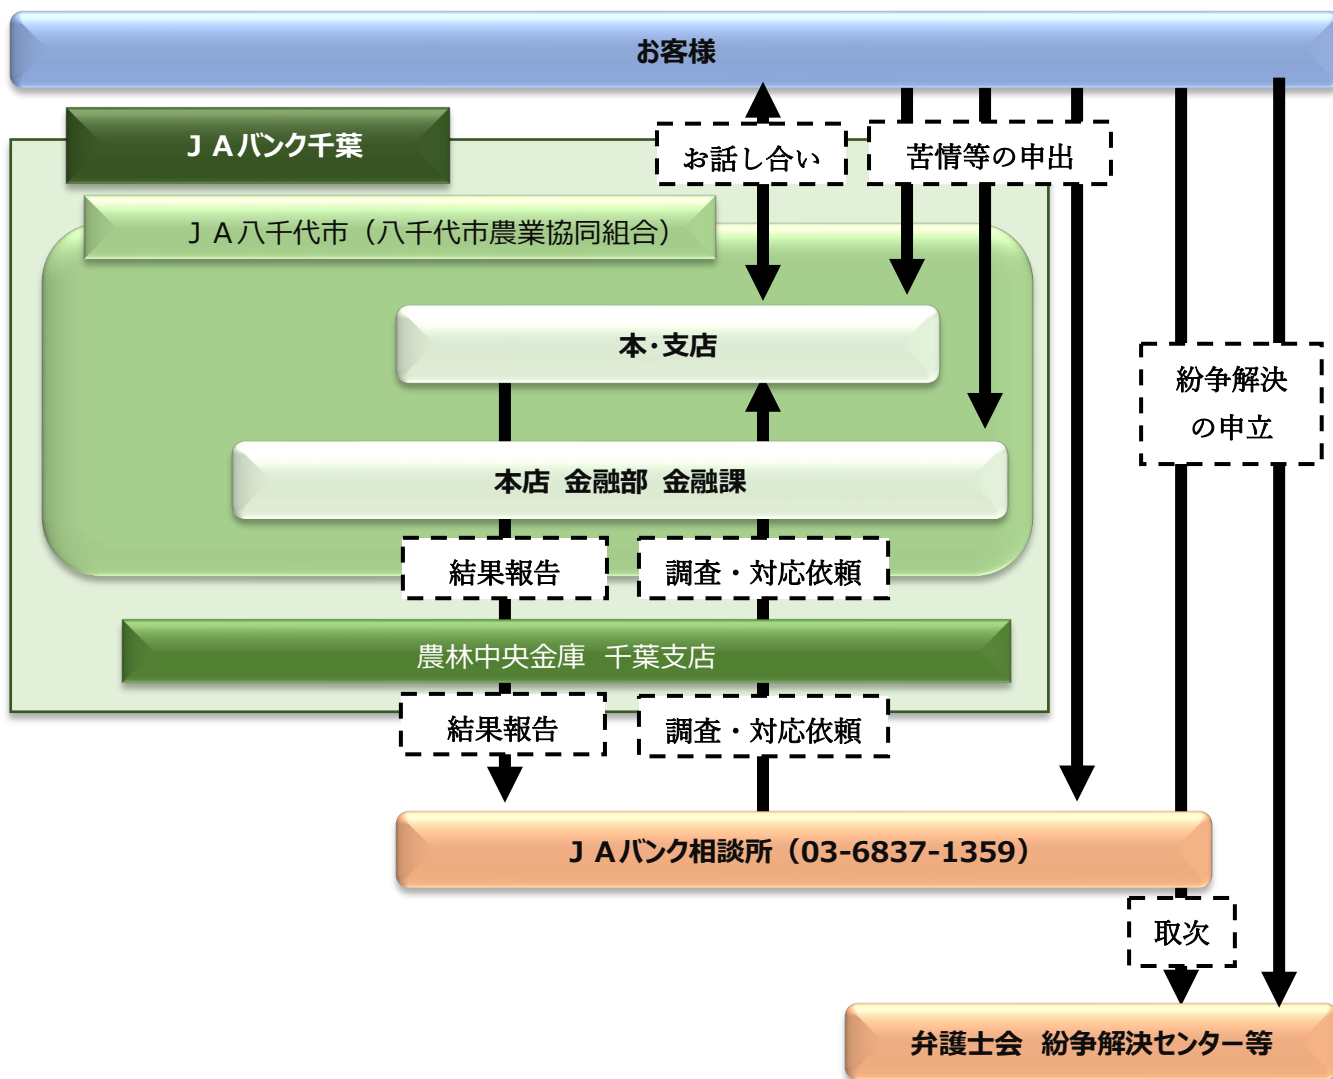 お客様
ＪＡバンク千葉
お話し合い
苦情等の申出
ＪＡ八千代市（八千代市農業協同組合）
本・支店
紛争解決
の申立
本店 金融部 金融課
結果報告
調査・対応依頼
農林中央金庫 千葉支店
結果報告
調査・対応依頼
ＪＡバンク相談所（03-6837-1359）
取次
弁護士会 紛争解決センター等